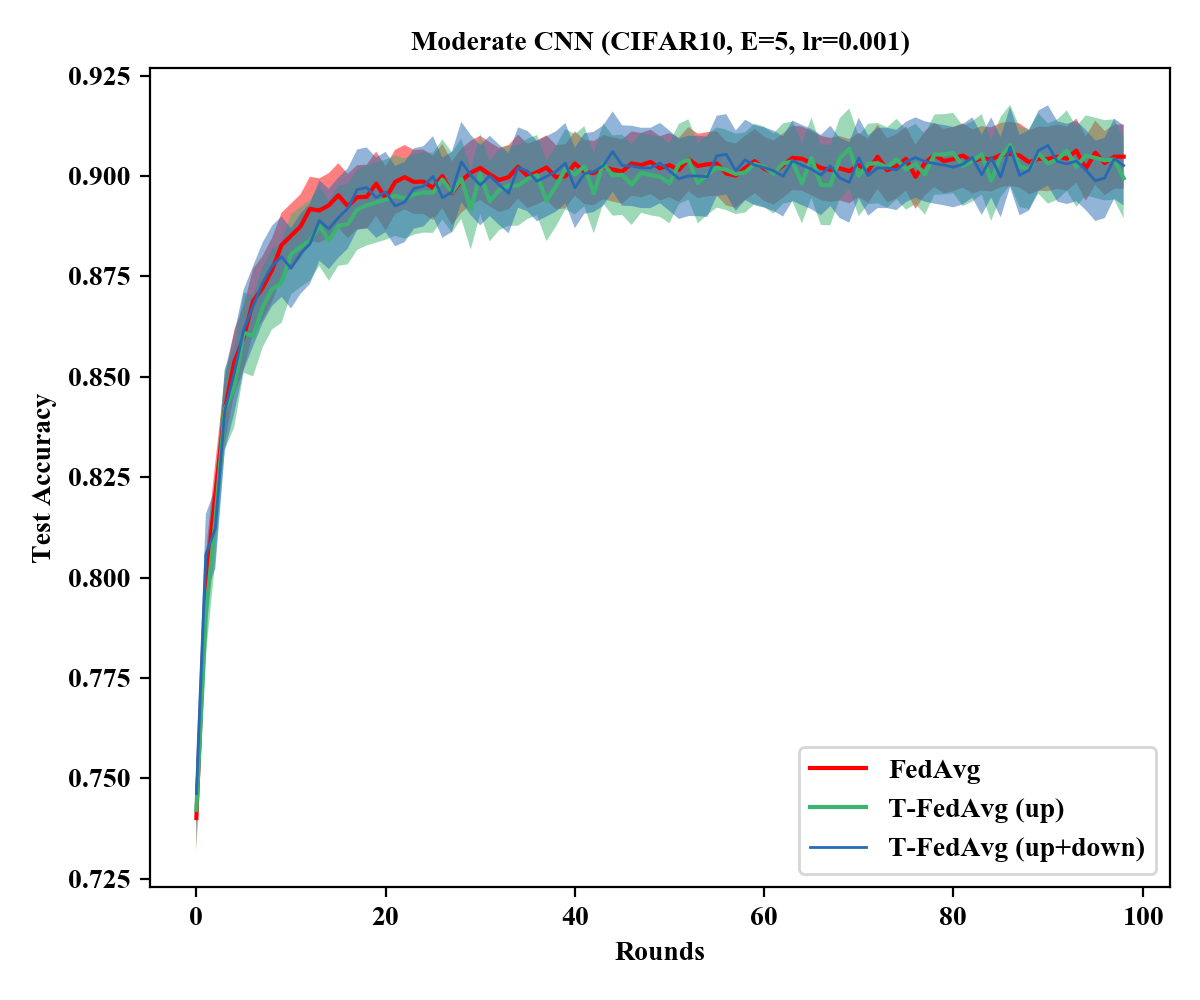 Moderate CNN (CIFAR10, E=5, lr=0.001)
0.925
0.900
0.875
0.850
0.825
0.800
0.775
0.750
0.725
Test Accuracy
FedAvg
T-FedAvg (up)
T-FedAvg (up+down)
0 20 40 60 80 100
Rounds